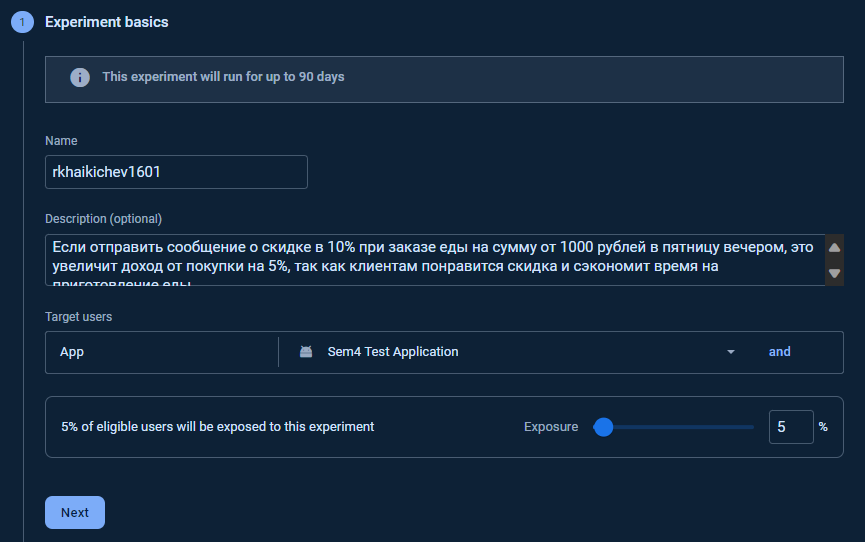 1 Experiment basics
This experiment will run for up to 90 days
Name
rkhaikichev1601
Description (optional)
Если отправить сообщение о скидке в 10% при заказе еды на сумму от 1000 рублей в пятницу вечером, это
увеличит доход от покупки на 5%, так как клиентам понравится скидка и сэкономит время на
приготовление еды
Target users
App Sem4 Test Application and
5% of eligible users will be exposed to this experiment Exposure 5 %
Next